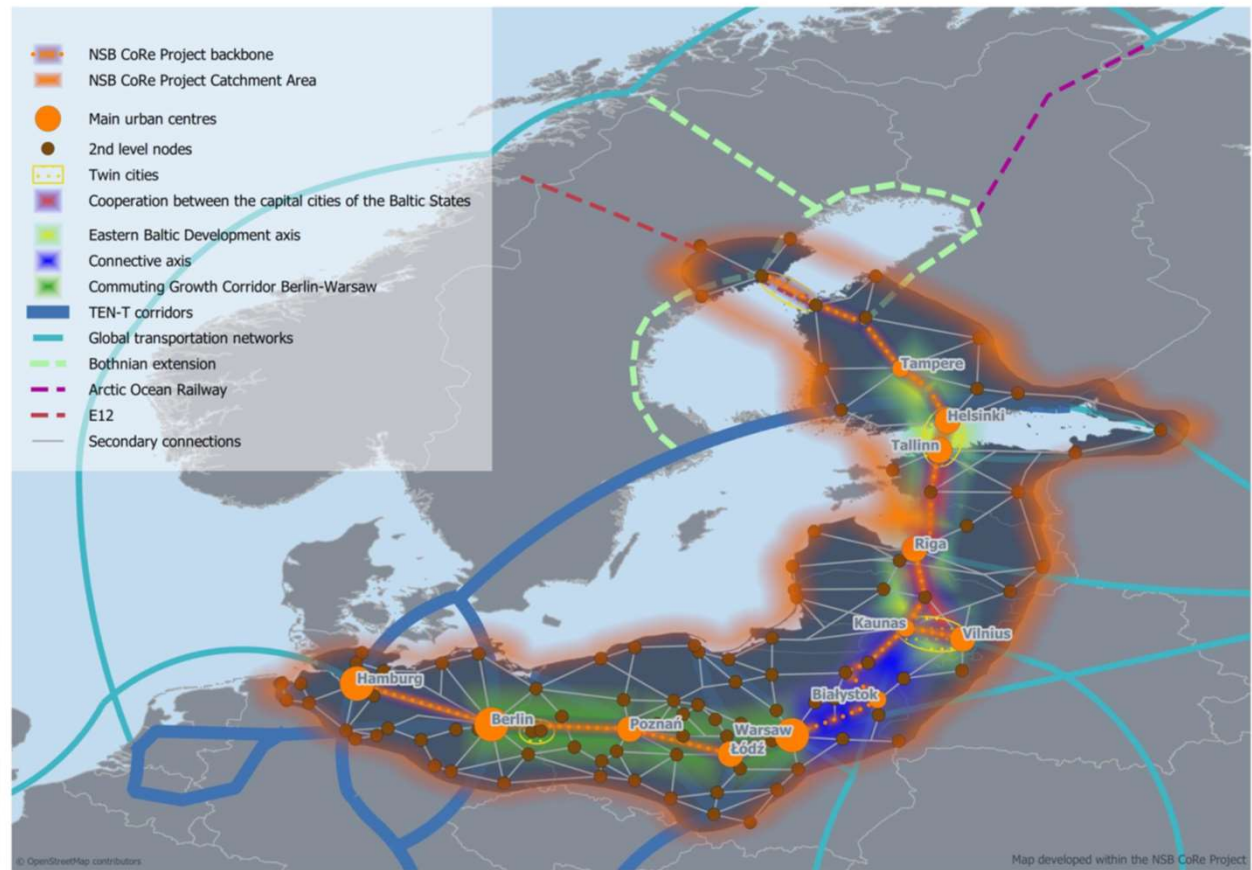 NSB CoRe Project backbone
NSB CoRe Project Catchment Area
Main urban centres
2nd level nodes
Twin cities
Cooperation between the capital cities of the Baltic States
Eastern Baltic Development axis
Connective axis
Commuting Growth Corridor Berlin-Warsaw
TEN-T corridors
Global transportation networks
Bothnian extension
Arctic Ocean Railway
E12
Secondary connections
Tampere
Helsinki
Tallinn
Riga
Kaunas
Vilnius
Hamburg
Białystok
Berlin
Poznań
Warsaw
Łódź
© OpenStreetMap contributors
Map developed within the NSB CoRe Project